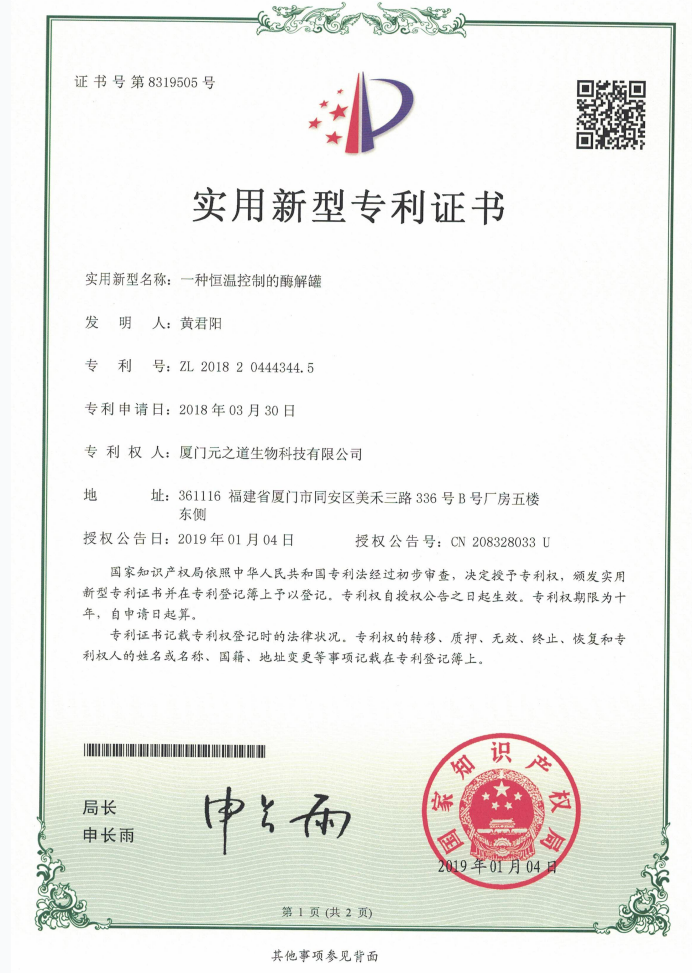 证书号第8319505号
实用新型专利证书
实用新型名称：一种恒温控制的酶解罐
发明人：黄君阳
专利号：ZL 2018 2 0444344.5
专利申请日：2018年03月30日
专利权人：厦门元之道生物科技有限公司
地址：361116 福建省厦门市同安区美禾三路336号B号厂房五楼
东侧
授权公告日：2019年01月04日 授权公告号：CN 208328033 U
国家知识产权局依照中华人民共和国专利法经过初步审查，决定授予专利权，颁发实用
新型专利证书并在专利登记簿上予以登记。专利权自授权公告之日起生效。专利权期限为十
年，自申请日起算。
专利证书记载专利权登记时的法律状况。专利权的转移、质押、无效、终止、恢复和专
利权人的姓名或名称、国籍、地址变更等事项记载在专利登记簿上。
局长
申长雨
申长雨
国家知识产权局
2019年01月04日
第1页(共2页)
其他事项参见背面